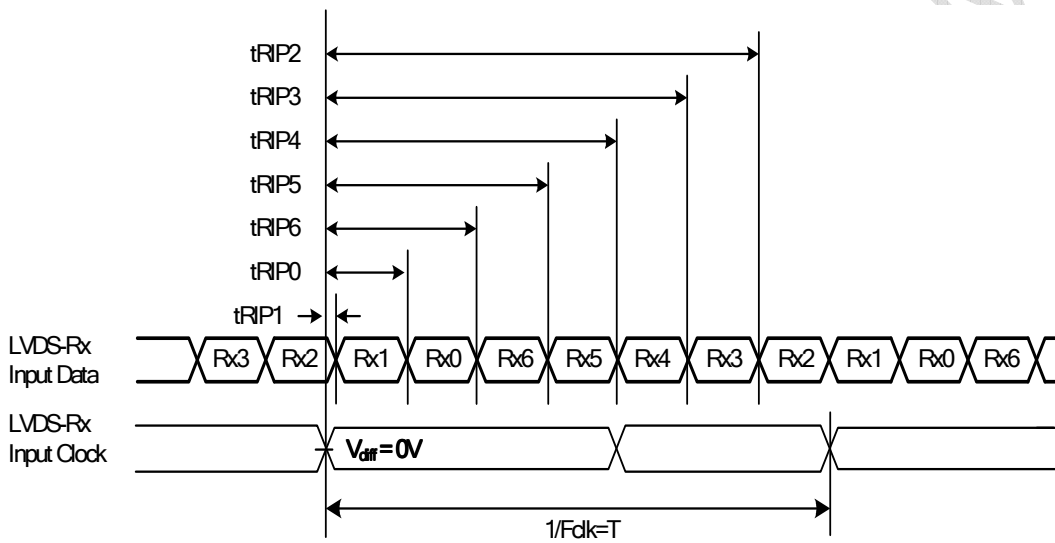 tRIP2
tRIP3
tRIP4
tRIP5
tRIP6
tRIP0
tRIP1
LVDS-Rx
Input Data
Rx3 Rx2 Rx1 Rx0 Rx6 Rx5 Rx4 Rx3 Rx2 Rx1 Rx0 Rx6
LVDS-Rx
Input Clock
Vdiff = 0V
1/Fclk=T